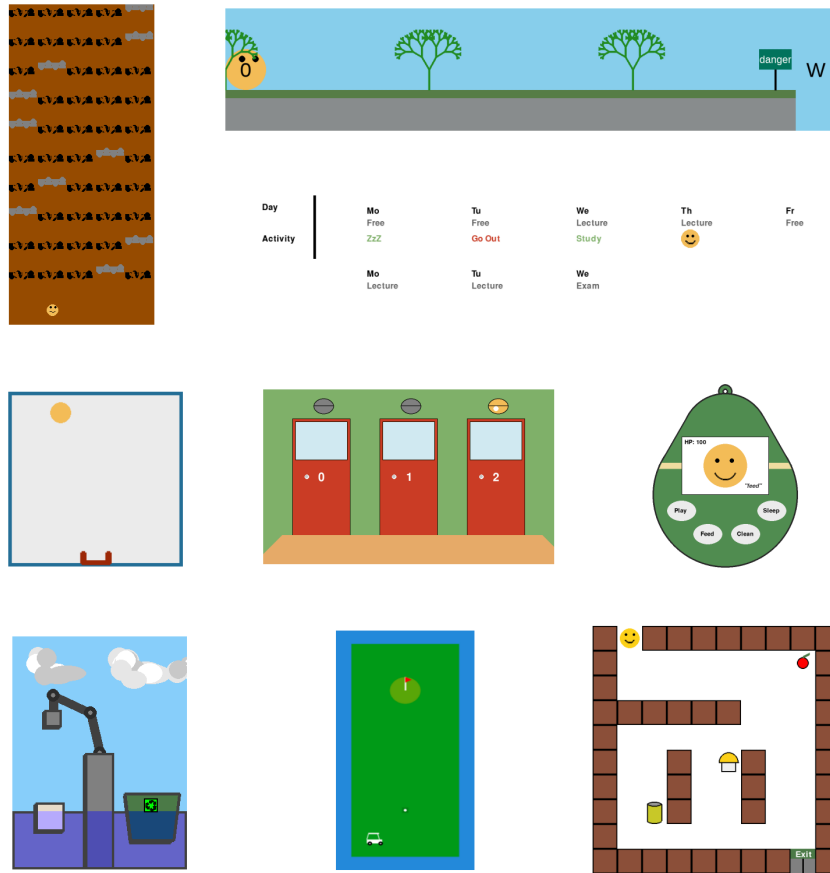 danger
0
W
Day
Mo
Tu
We
Th
Fr
Free
Free
Lecture
Lecture
Free
Activity
ZzZ
Go Out
Study
Mo
Tu
We
Lecture
Lecture
Exam
0
1
2
HP: 100
"feed"
Play
Sleep
Feed
Clean
Exit